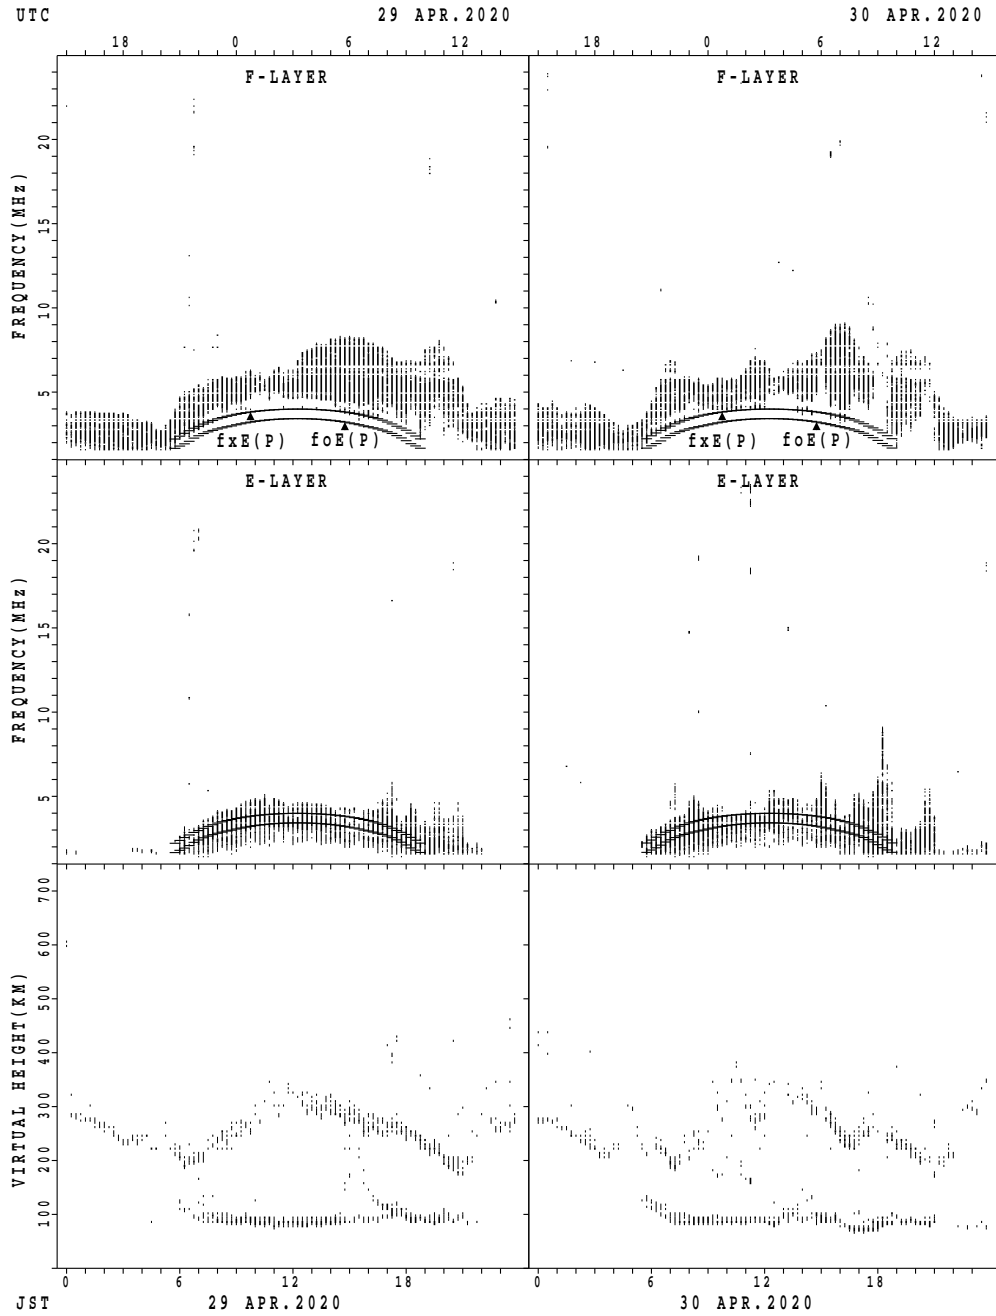 UTC 29 APR.2020 30 APR.2020
18 0 6 12 18 0 6 12
F-LAYER F-LAYER
FREQUENCY(MHz)
20
15
10
5
fxE(P) foE(P) fxE(P) foE(P)
E-LAYER E-LAYER
FREQUENCY(MHz)
20
15
10
5
VIRTUAL HEIGHT(KM)
700
600
500
400
300
200
100
0 6 12 18 0 6 12 18
JST 29 APR.2020 30 APR.2020